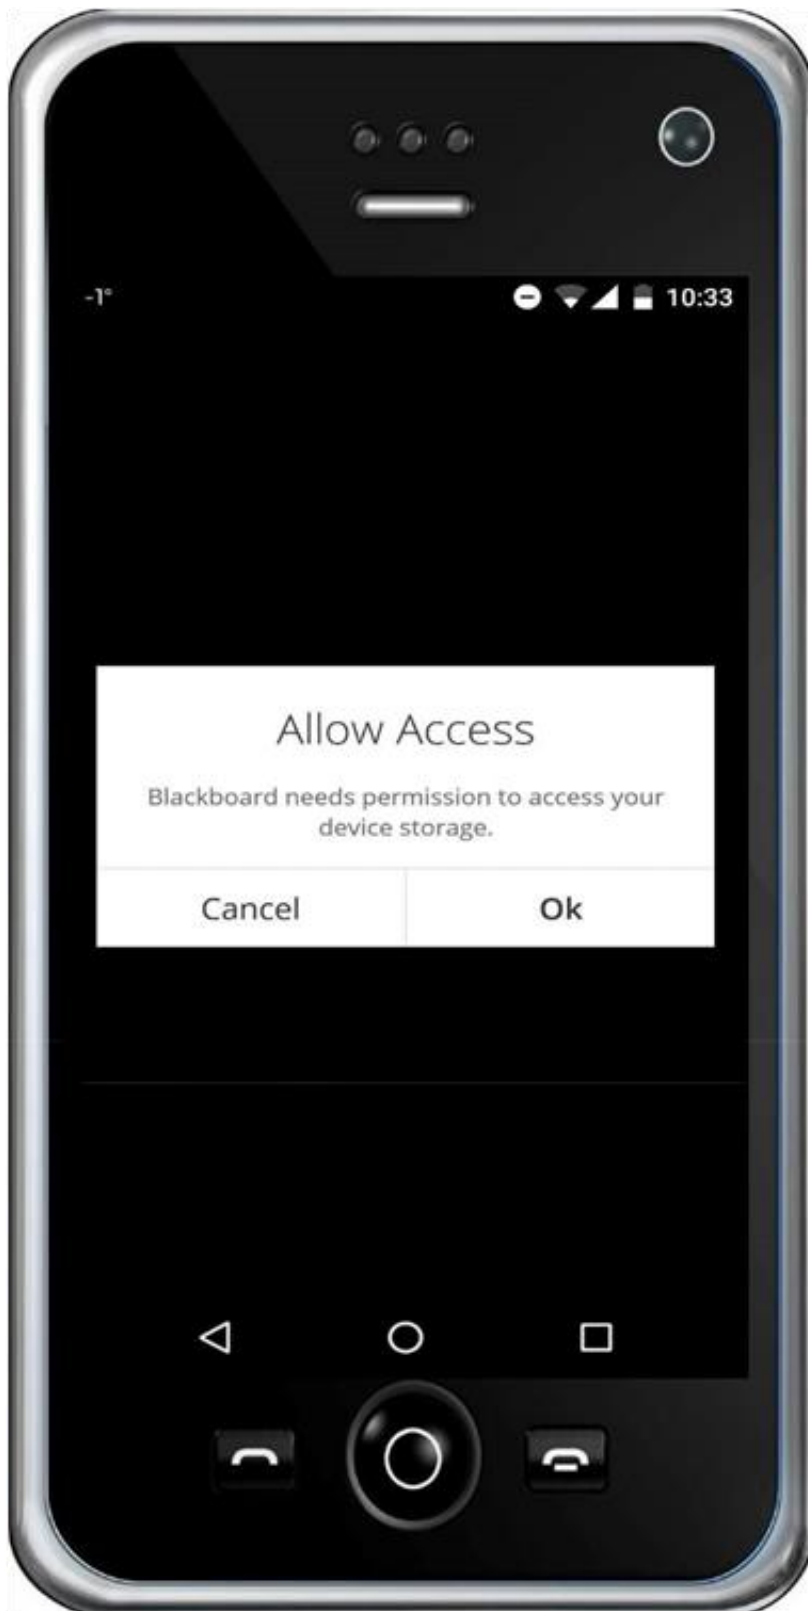 -1° 10:33
Allow Access
Blackboard needs permission to access your
device storage.
Cancel Ok